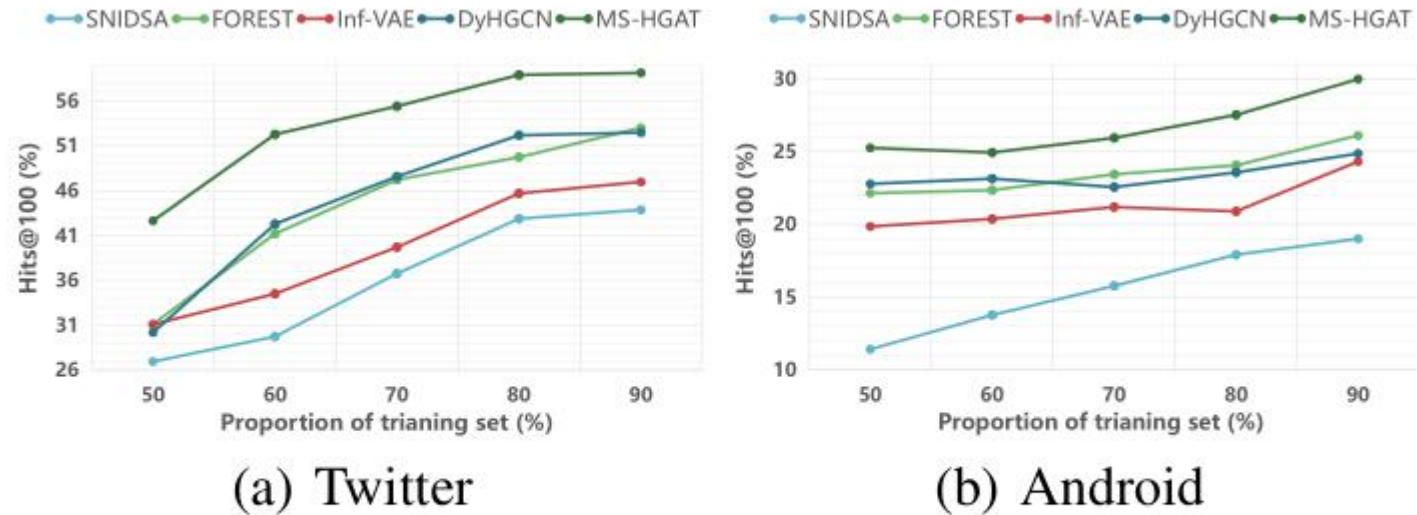 SNIDSA FOREST Inf-VAE DyHGCN MS-HGAT
Hits@100 (%)
56
51
46
41
36
31
26
50 60 70 80 90
Proportion of trianing set (%)
(a) Twitter
SNIDSA FOREST Inf-VAE DyHGCN MS-HGAT
Hits@100 (%)
30
25
20
15
10
50 60 70 80 90
Proportion of trianing set (%)
(b) Android